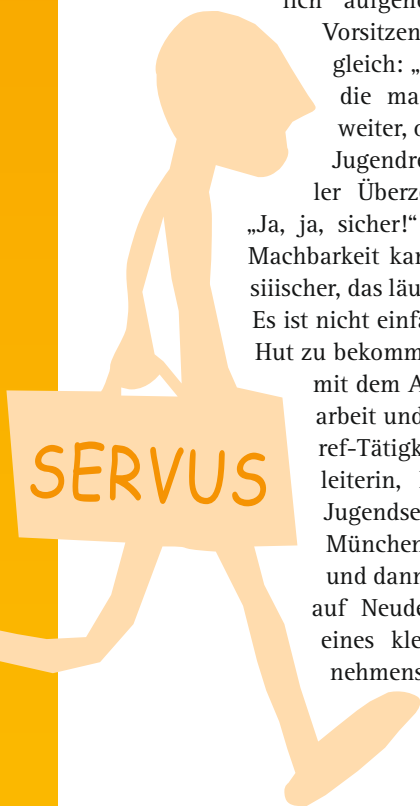 lich aufgend
Vorsitzen
gleich: „
die ma
weiter, o
Jugendre
ler Überze
„Ja, ja, sicher!“
Machbarkeit kan
siiischer, das läu
Es ist nicht einfa
Hut zu bekomm
mit dem A
arbeit und
ref-Tätigk
leiterin,
Jugendse
München
und dann
auf Neude
eines kle
nehmens
SERVUS